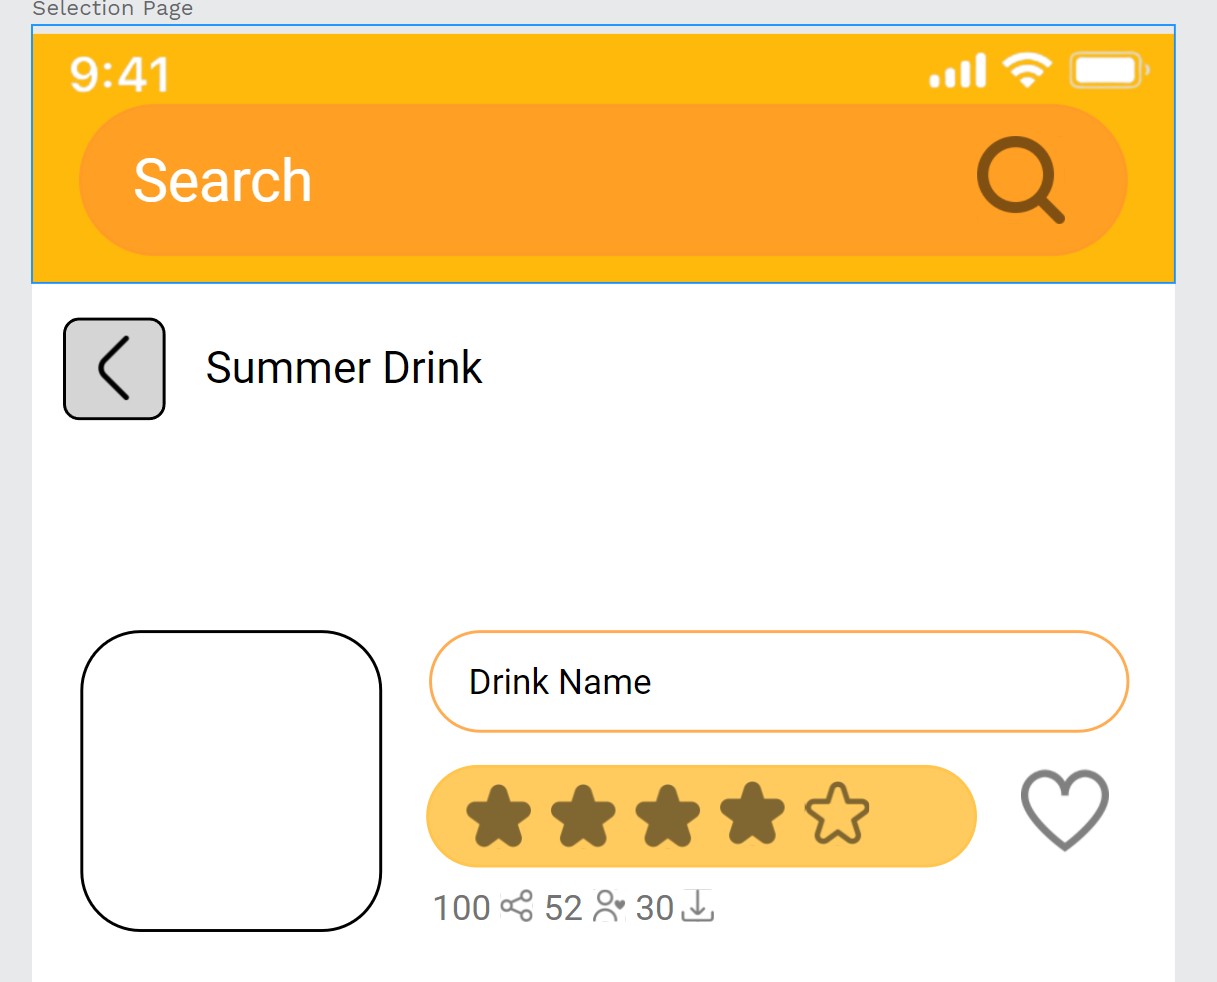 Selection Page
9:41
Search
Summer Drink
Drink Name
100 52 30